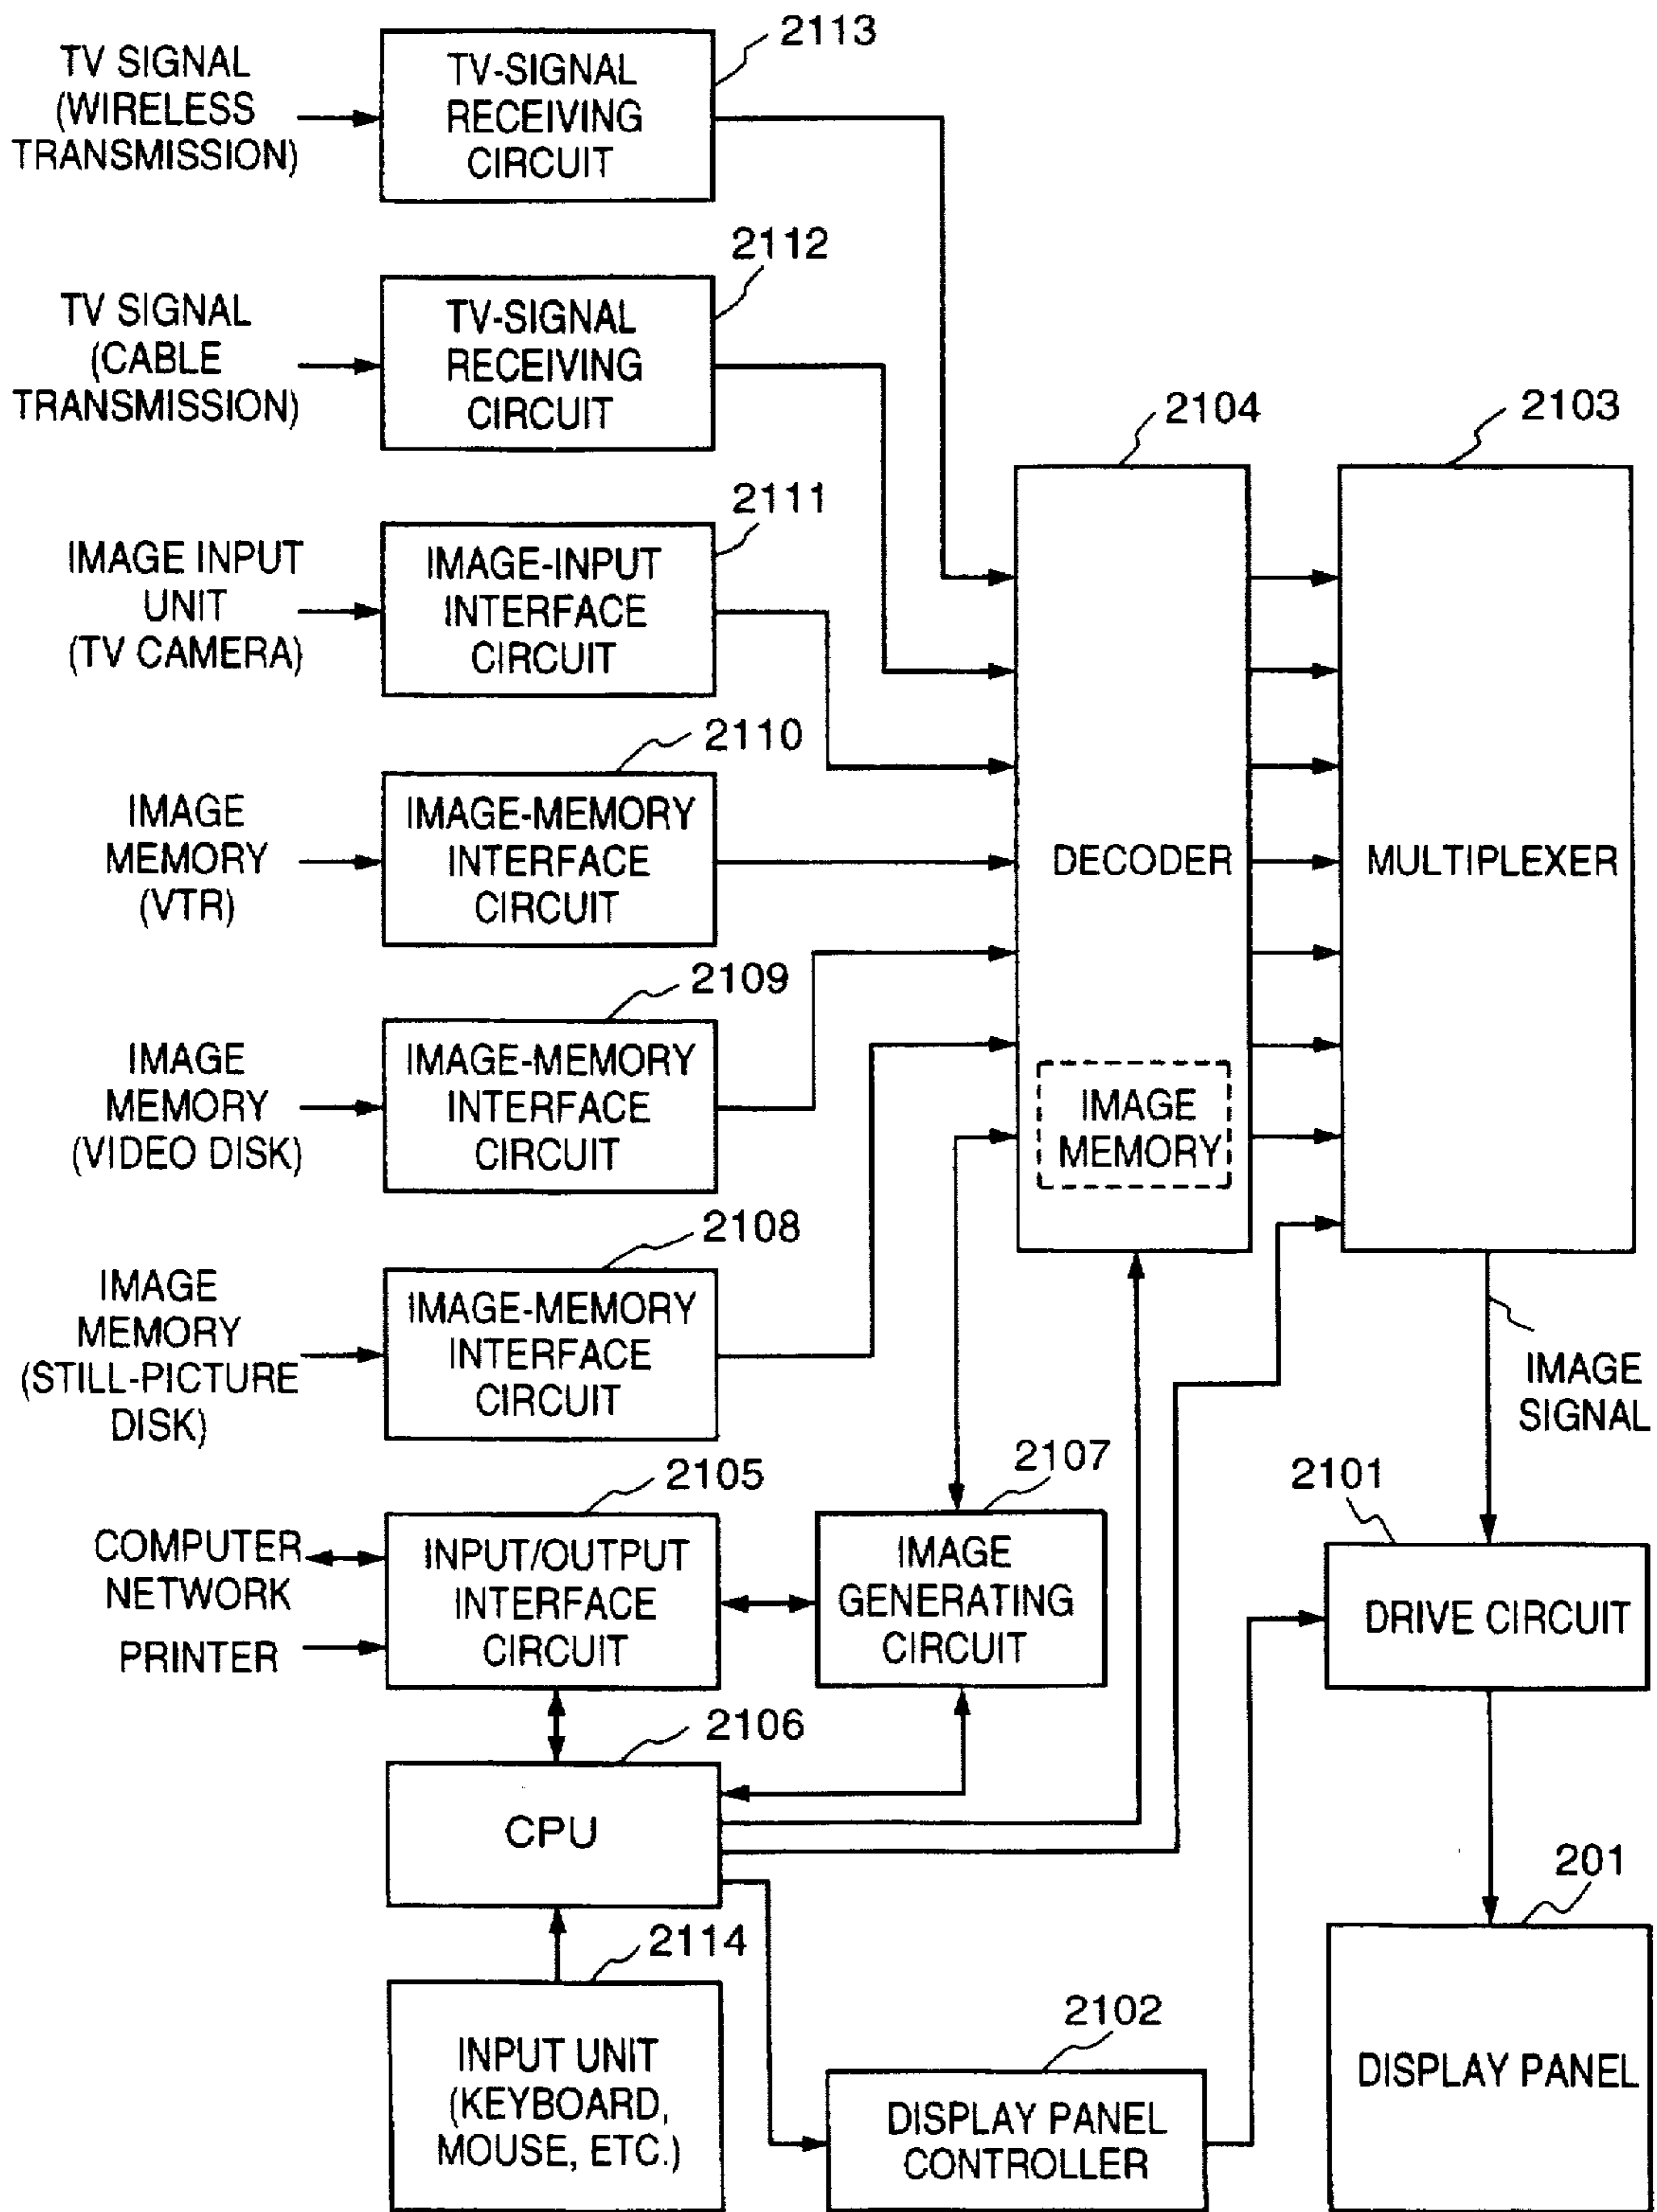 2113
TV SIGNAL
(WIRELESS
TRANSMISSION)
TV-SIGNAL
RECEIVING
CIRCUIT
2112
TV SIGNAL
(CABLE
TRANSMISSION)
TV-SIGNAL
RECEIVING
CIRCUIT
2111
IMAGE INPUT
UNIT
(TV CAMERA)
IMAGE-INPUT
INTERFACE
CIRCUIT
2110
IMAGE
MEMORY
(VTR)
IMAGE-MEMORY
INTERFACE
CIRCUIT
2109
IMAGE
MEMORY
(VIDEO DISK)
IMAGE-MEMORY
INTERFACE
CIRCUIT
2108
IMAGE
MEMORY
(STILL-PICTURE
DISK)
IMAGE-MEMORY
INTERFACE
CIRCUIT
2104
DECODER
IMAGE
MEMORY
2103
MULTIPLEXER
IMAGE
SIGNAL
2105
COMPUTER
NETWORK
PRINTER
INPUT/OUTPUT
INTERFACE
CIRCUIT
2107
IMAGE
GENERATING
CIRCUIT
2101
DRIVE CIRCUIT
2106
CPU
2114
INPUT UNIT
(KEYBOARD,
MOUSE, ETC.)
2102
DISPLAY PANEL
CONTROLLER
201
DISPLAY PANEL